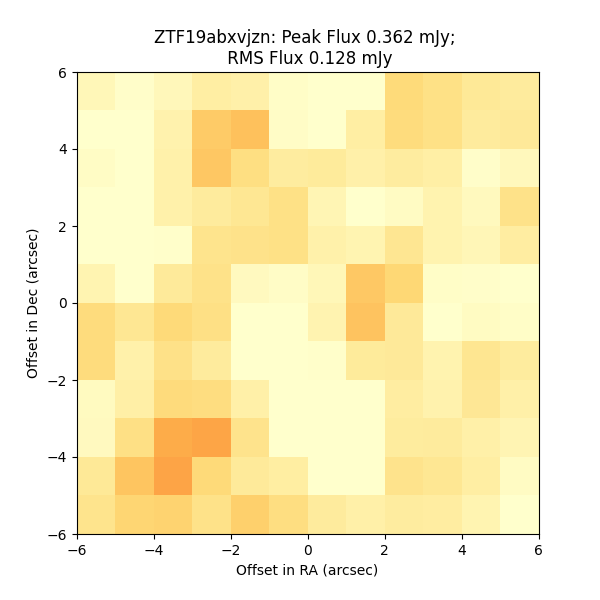 ZTF19abxvjzn: Peak Flux 0.362 mJy;
RMS Flux 0.128 mJy
6
4
2
0
−2
−4
−6
Offset in Dec (arcsec)
−6 −4 −2 0 2 4 6
Offset in RA (arcsec)